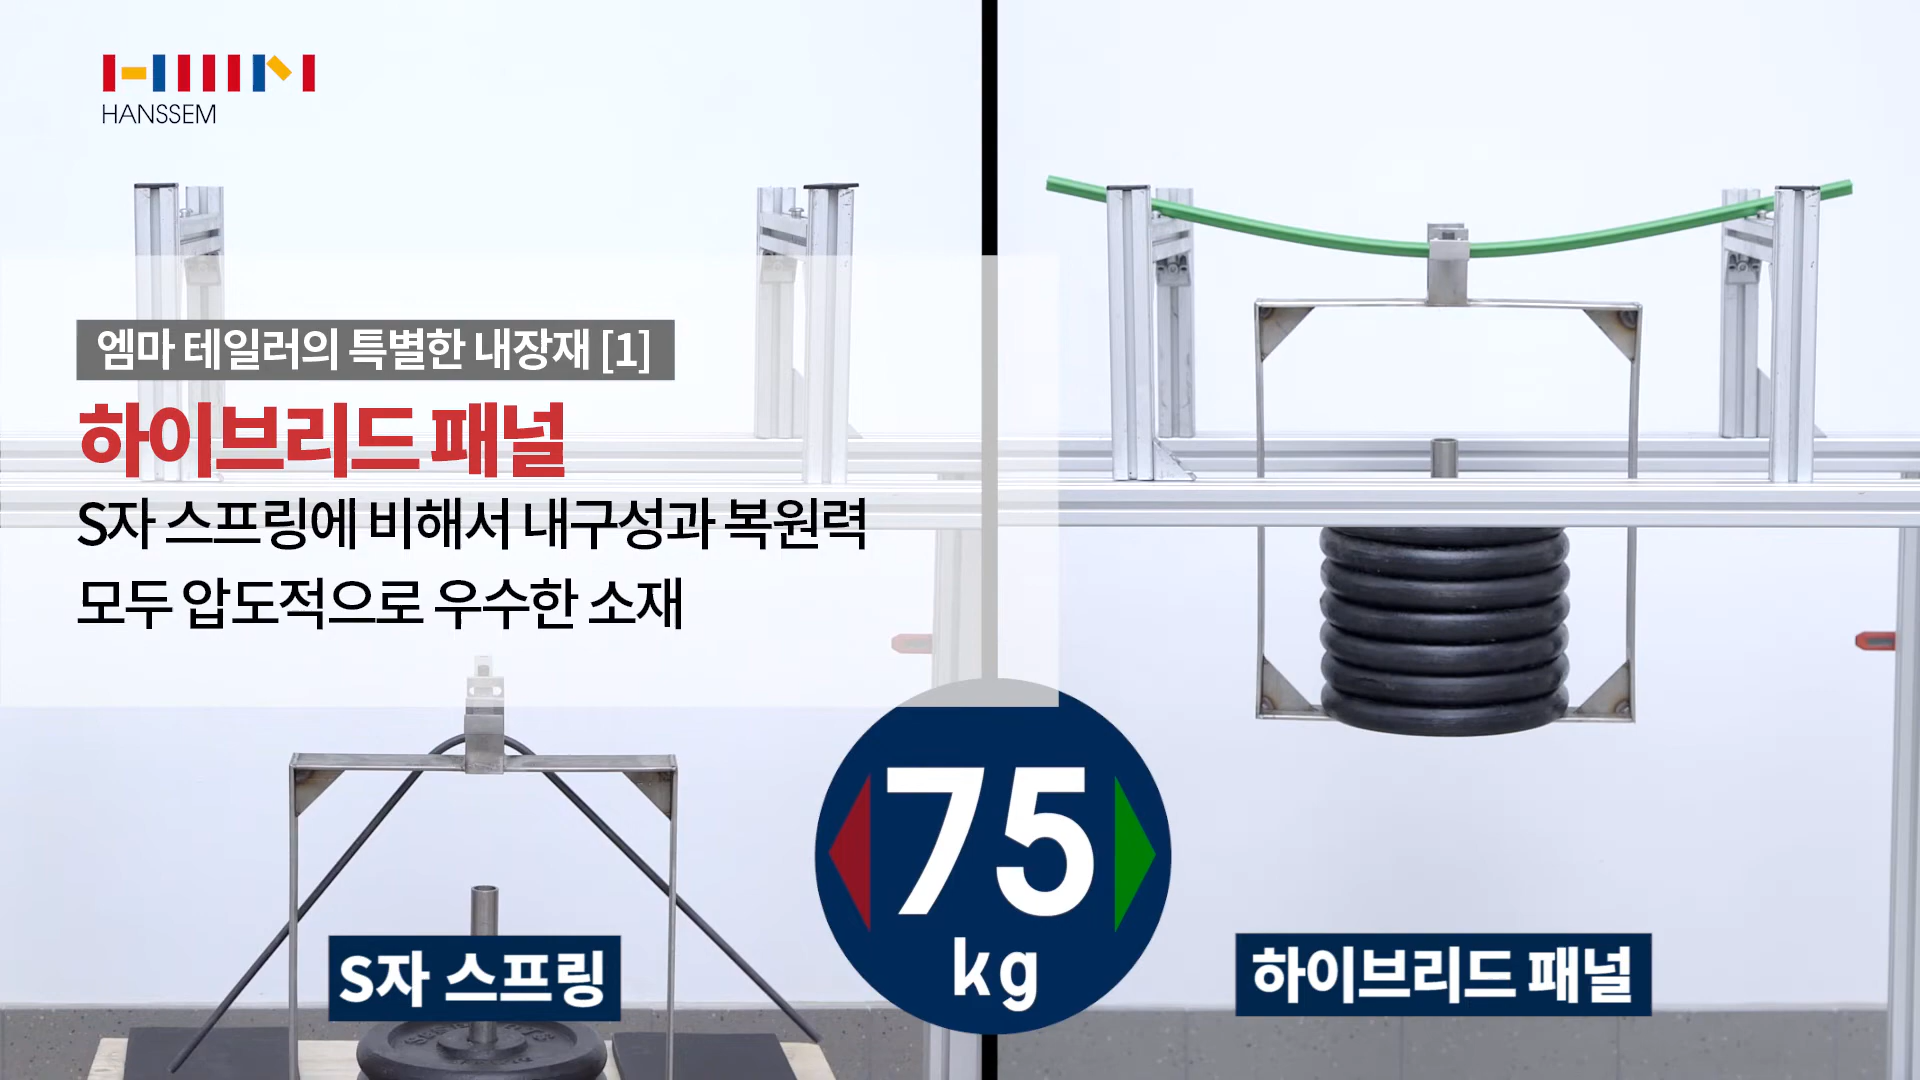 HANSSEM
엠마 테일러의 특별한 내장재 [1]
하이브리드 패널
S자 스프링에 비해서 내구성과 복원력
모두 압도적으로 우수한 소재
75
kg
S자 스프링
하이브리드 패널